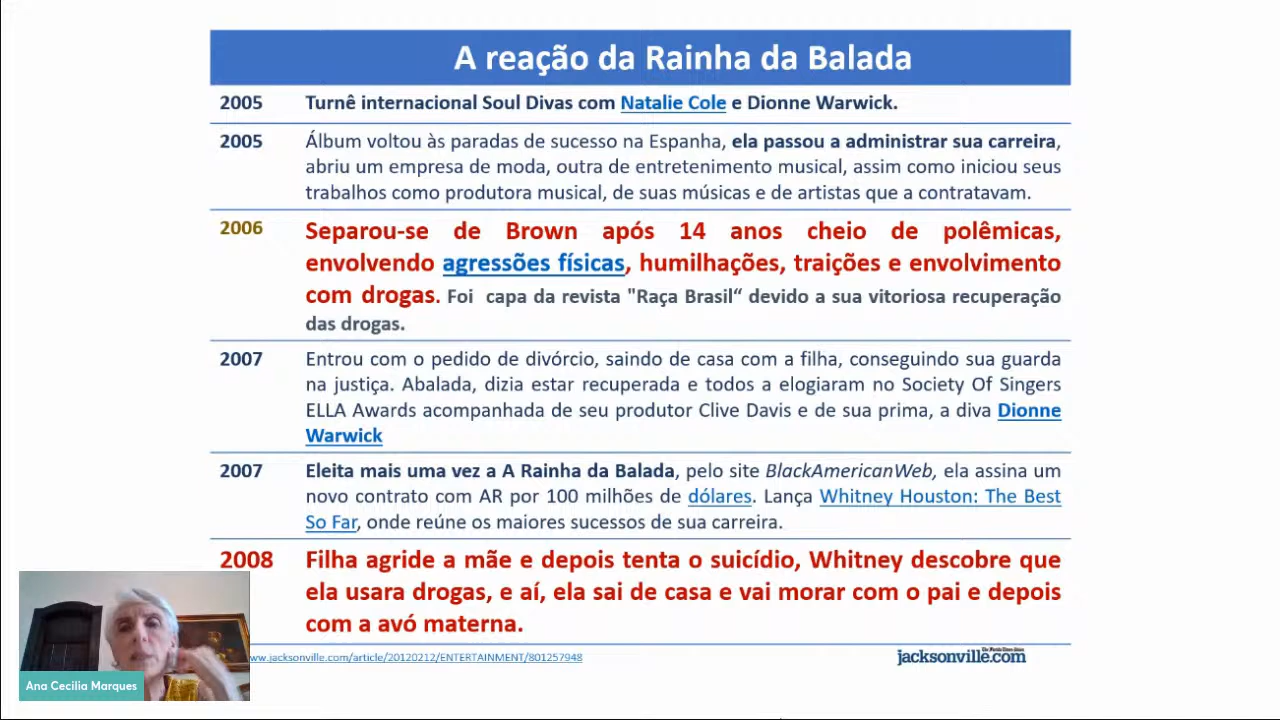 A reação da Rainha da Balada
2005 Turnê internacional Soul Divas com Natalie Cole e Dionne Warwick.
2005 Álbum voltou às paradas de sucesso na Espanha, ela passou a administrar sua carreira,
abriu um empresa de moda, outra de entretenimento musical, assim como iniciou seus
trabalhos como produtora musical, de suas músicas e de artistas que a contratavam.
2006 Separou-se de Brown após 14 anos cheio de polêmicas,
envolvendo agressões físicas, humilhações, traições e envolvimento
com drogas. Foi capa da revista "Raça Brasil“ devido a sua vitoriosa recuperação
das drogas.
2007 Entrou com o pedido de divórcio, saindo de casa com a filha, conseguindo sua guarda
na justiça. Abalada, dizia estar recuperada e todos a elogiaram no Society Of Singers
ELLA Awards acompanhada de seu produtor Clive Davis e de sua prima, a diva Dionne
Warwick
2007 Eleita mais uma vez a A Rainha da Balada, pelo site BlackAmericanWeb, ela assina um
novo contrato com AR por 100 milhões de dólares. Lança Whitney Houston: The Best
So Far, onde reúne os maiores sucessos de sua carreira.
2008 Filha agride a mãe e depois tenta o suicídio, Whitney descobre que
ela usara drogas, e aí, ela sai de casa e vai morar com o pai e depois
com a avó materna.
ww.jacksonville.com/article/20120212/ENTERTAINMENT/801257948
jacksonville.com
Ana Cecilia Marques